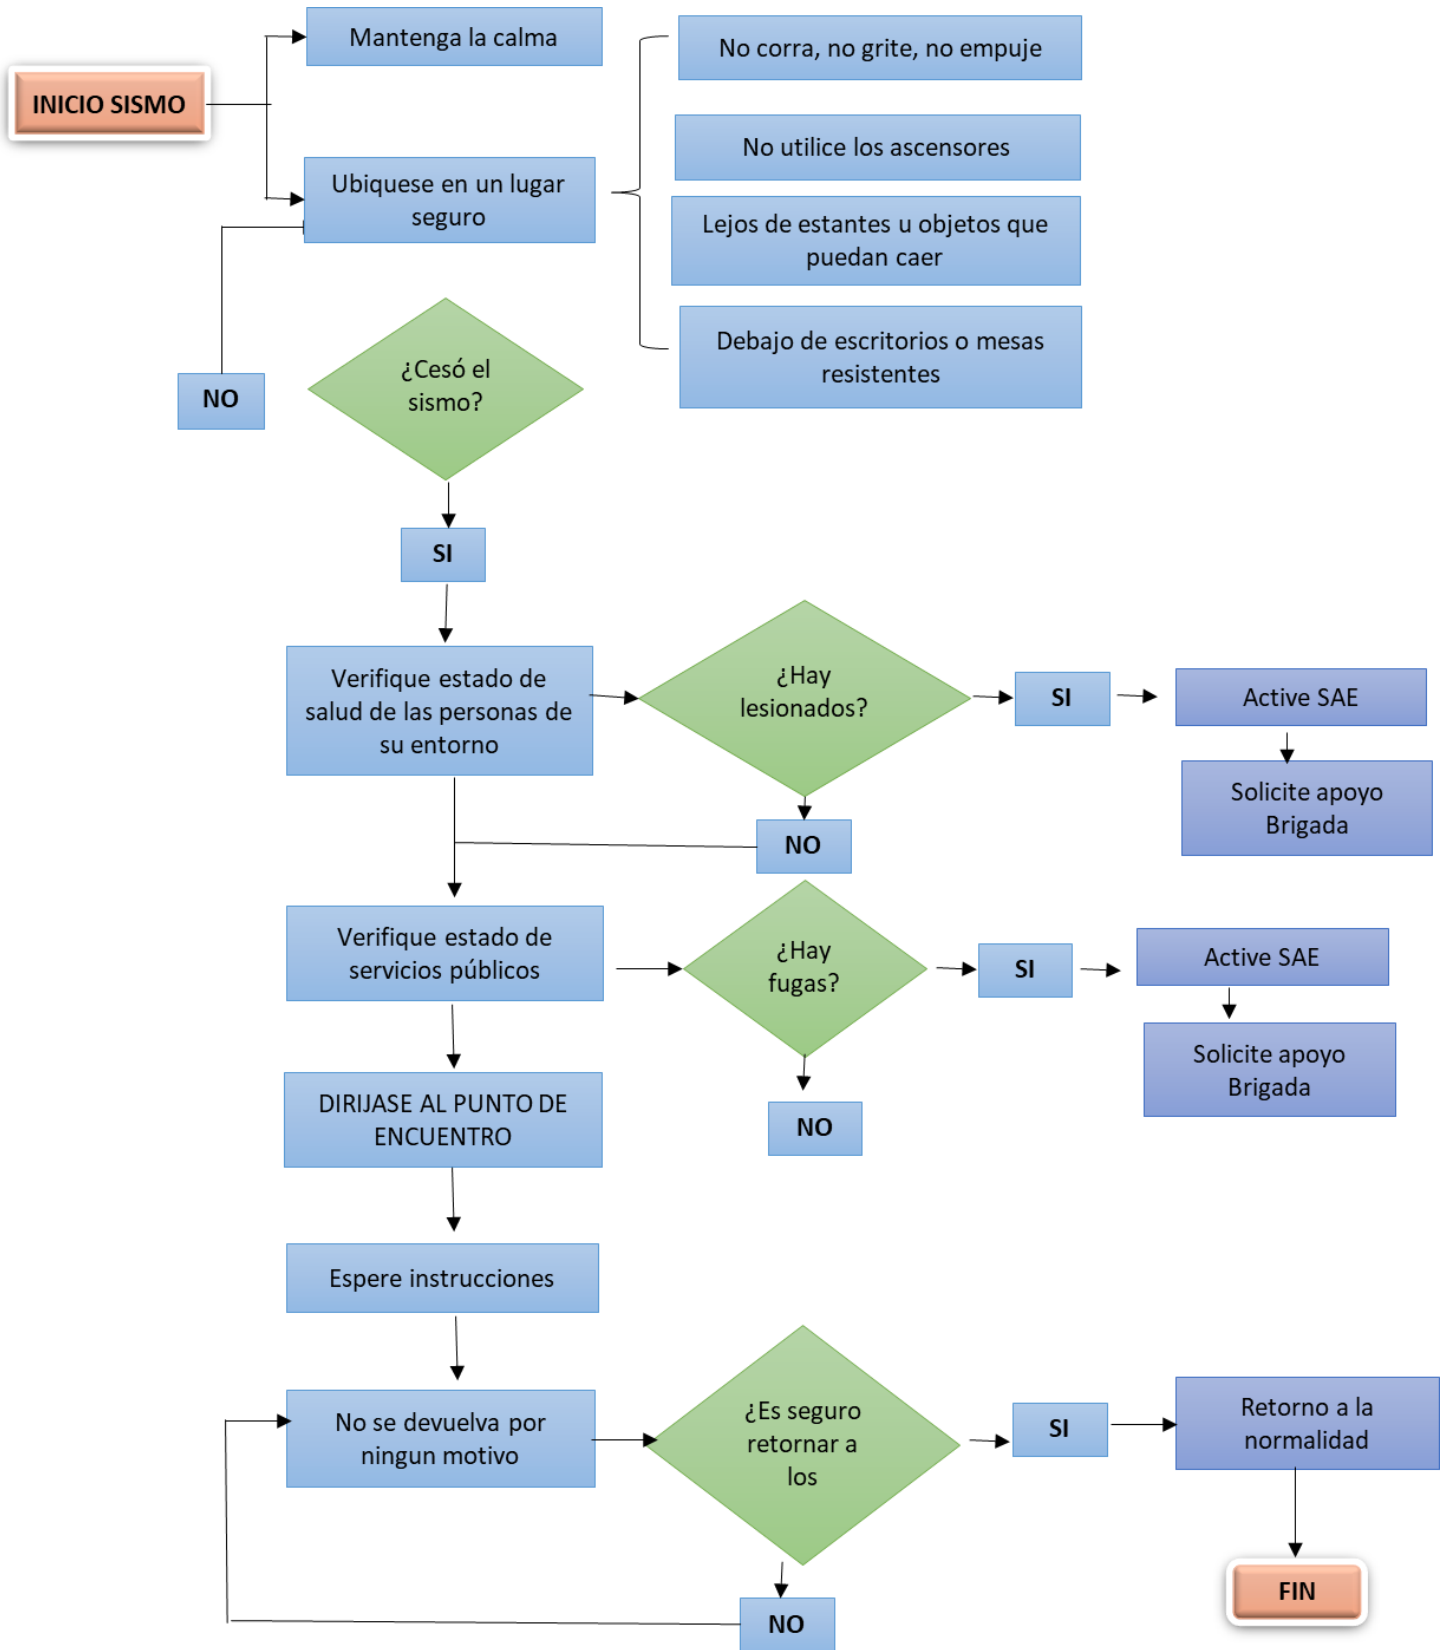 Mantenga la calma
No corra, no grite, no empuje
INICIO SISMO
No utilice los ascensores
Ubiquese en un lugar
seguro
Lejos de estantes u objetos que
puedan caer
Debajo de escritorios o mesas
resistentes
¿Cesó el
sismo?
NO
SI
Verifique estado de
salud de las personas de
su entorno
¿Hay
lesionados?
SI
Active SAE
Solicite apoyo
Brigada
NO
Verifique estado de
servicios públicos
¿Hay
fugas?
SI
Active SAE
Solicite apoyo
Brigada
NO
DIRIJASE AL PUNTO DE
ENCUENTRO
Espere instrucciones
No se devuelva por
ningun motivo
¿Es seguro
retornar a
los
SI
Retorno a la
normalidad
NO
FIN